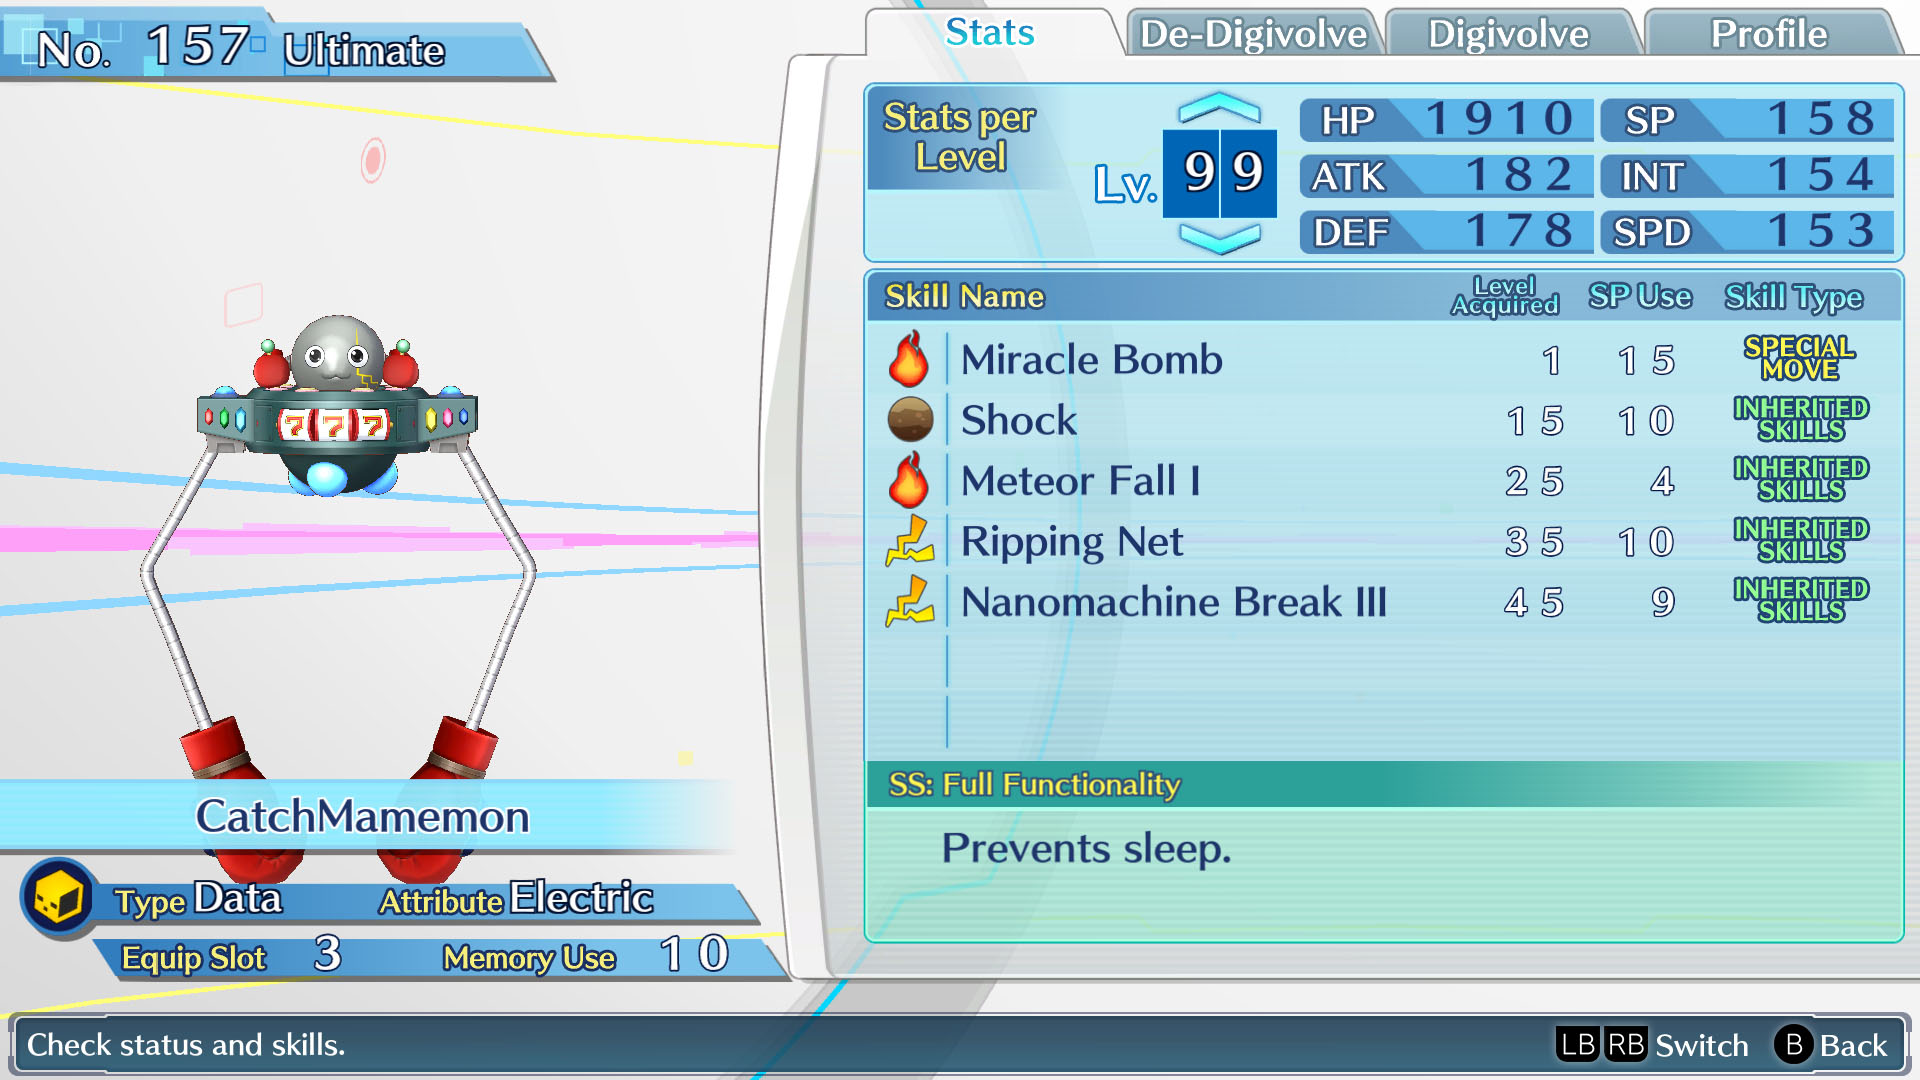 No. 157 Ultimate
Stats De-Digivolve Digivolve Profile
Stats per
Level
Lv. 99
HP 1910 SP 158
ATK 182 INT 154
DEF 178 SPD 153
Skill Name Level Acquired SP Use Skill Type
Miracle Bomb 1 15 SPECIAL MOVE
Shock 15 10 INHERITED SKILLS
Meteor Fall I 25 4 INHERITED SKILLS
Ripping Net 35 10 INHERITED SKILLS
Nanomachine Break III 45 9 INHERITED SKILLS
SS: Full Functionality
Prevents sleep.
777
CatchMamemon
Type Data Attribute Electric
Equip Slot 3 Memory Use 10
Check status and skills.
LB RB Switch B Back